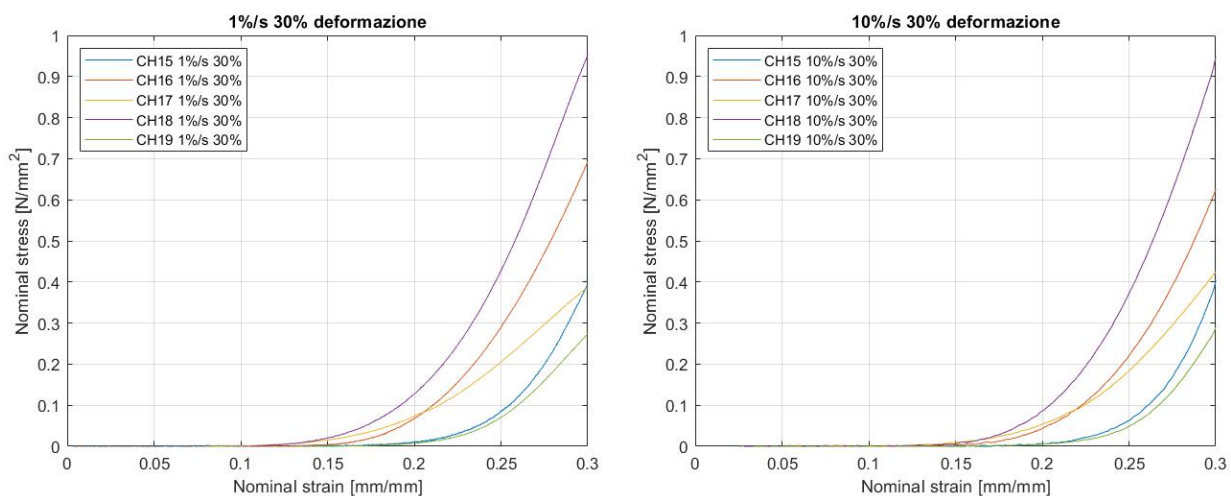 1%/s 30% deformazione
1
0.9
0.8
0.7
0.6
0.5
0.4
0.3
0.2
0.1
0
Nominal stress [N/mm²]
CH15 1%/s 30%
CH16 1%/s 30%
CH17 1%/s 30%
CH18 1%/s 30%
CH19 1%/s 30%
0 0.05 0.1 0.15 0.2 0.25 0.3
Nominal strain [mm/mm]
10%/s 30% deformazione
1
0.9
0.8
0.7
0.6
0.5
0.4
0.3
0.2
0.1
0
Nominal stress [N/mm²]
CH15 10%/s 30%
CH16 10%/s 30%
CH17 10%/s 30%
CH18 10%/s 30%
CH19 10%/s 30%
0 0.05 0.1 0.15 0.2 0.25 0.3
Nominal strain [mm/mm]